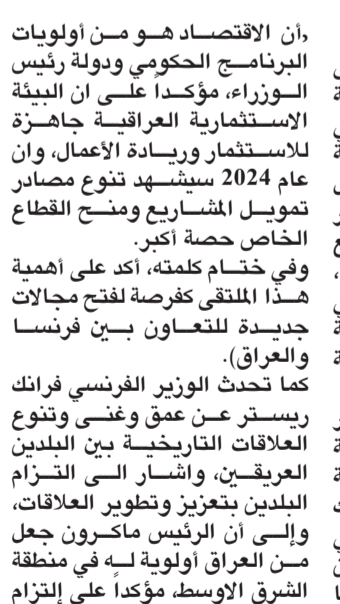 ,أن الاقتصاد هو من أولويات
البرنامج الحكومي ودولة رئيس
الوزراء، مؤكداً على ان البيئة
الاستثمارية العراقية جاهزة
للاستثمار وريادة الأعمال، وان
عام 2024 سيشهد تنوع مصادر
تمويل المشاريع ومنح القطاع
الخاص حصة أكبر.
وفي ختام كلمته، أكد على أهمية
هذا الملتقى كفرصة لفتح مجالات
جديدة للتعاون بين فرنسا
والعراق).
كما تحدث الوزير الفرنسي فرانك
ريستر عن عمق وغنى وتنوع
العلاقات التاريخية بين البلدين
العريقين، واشار الى التزام
البلدين بتعزيز وتطوير العلاقات،
وإلى أن الرئيس ماكرون جعل
من العراق أولوية له في منطقة
الشرق الاوسط، مؤكداً على إلتزام